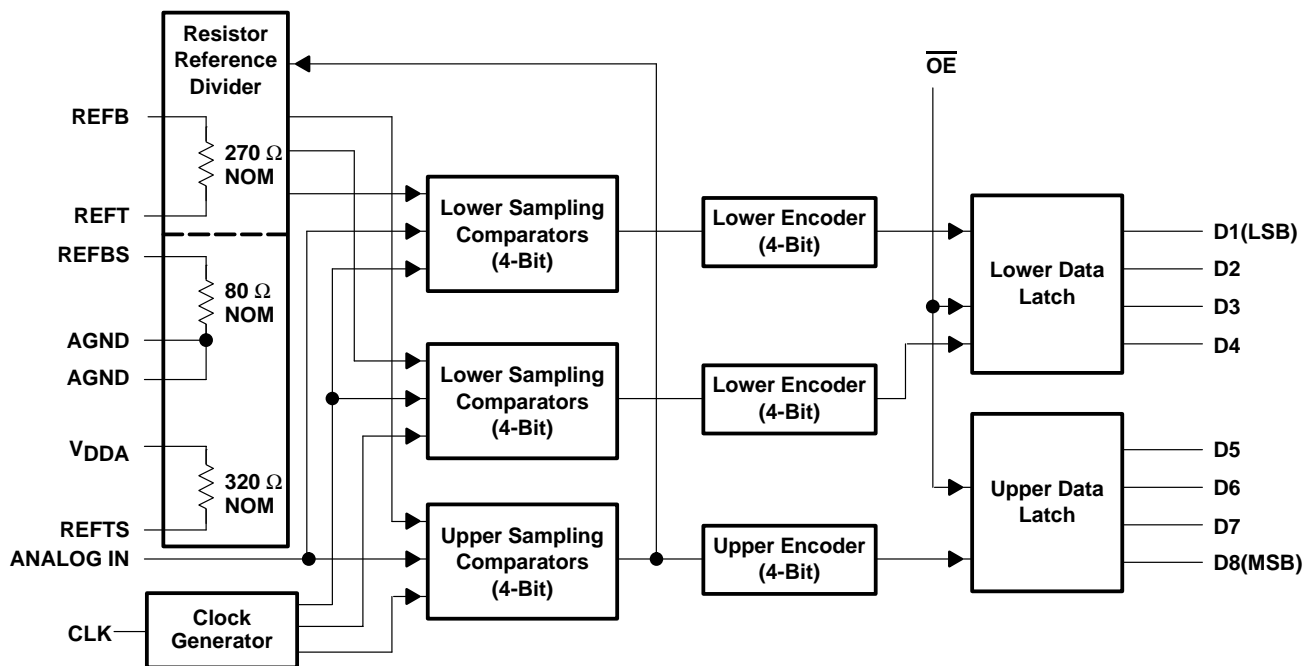 Resistor
Reference
Divider
OE
REFB
270 Ω
NOM
REFT
REFBS
80 Ω
NOM
AGND
AGND
VDDA
320 Ω
NOM
REFTS
ANALOG IN
CLK
Clock
Generator
Lower Sampling
Comparators
(4-Bit)
Lower Encoder
(4-Bit)
Lower Data
Latch
D1(LSB)
D2
D3
D4
Lower Sampling
Comparators
(4-Bit)
Lower Encoder
(4-Bit)
Upper Sampling
Comparators
(4-Bit)
Upper Encoder
(4-Bit)
Upper Data
Latch
D5
D6
D7
D8(MSB)